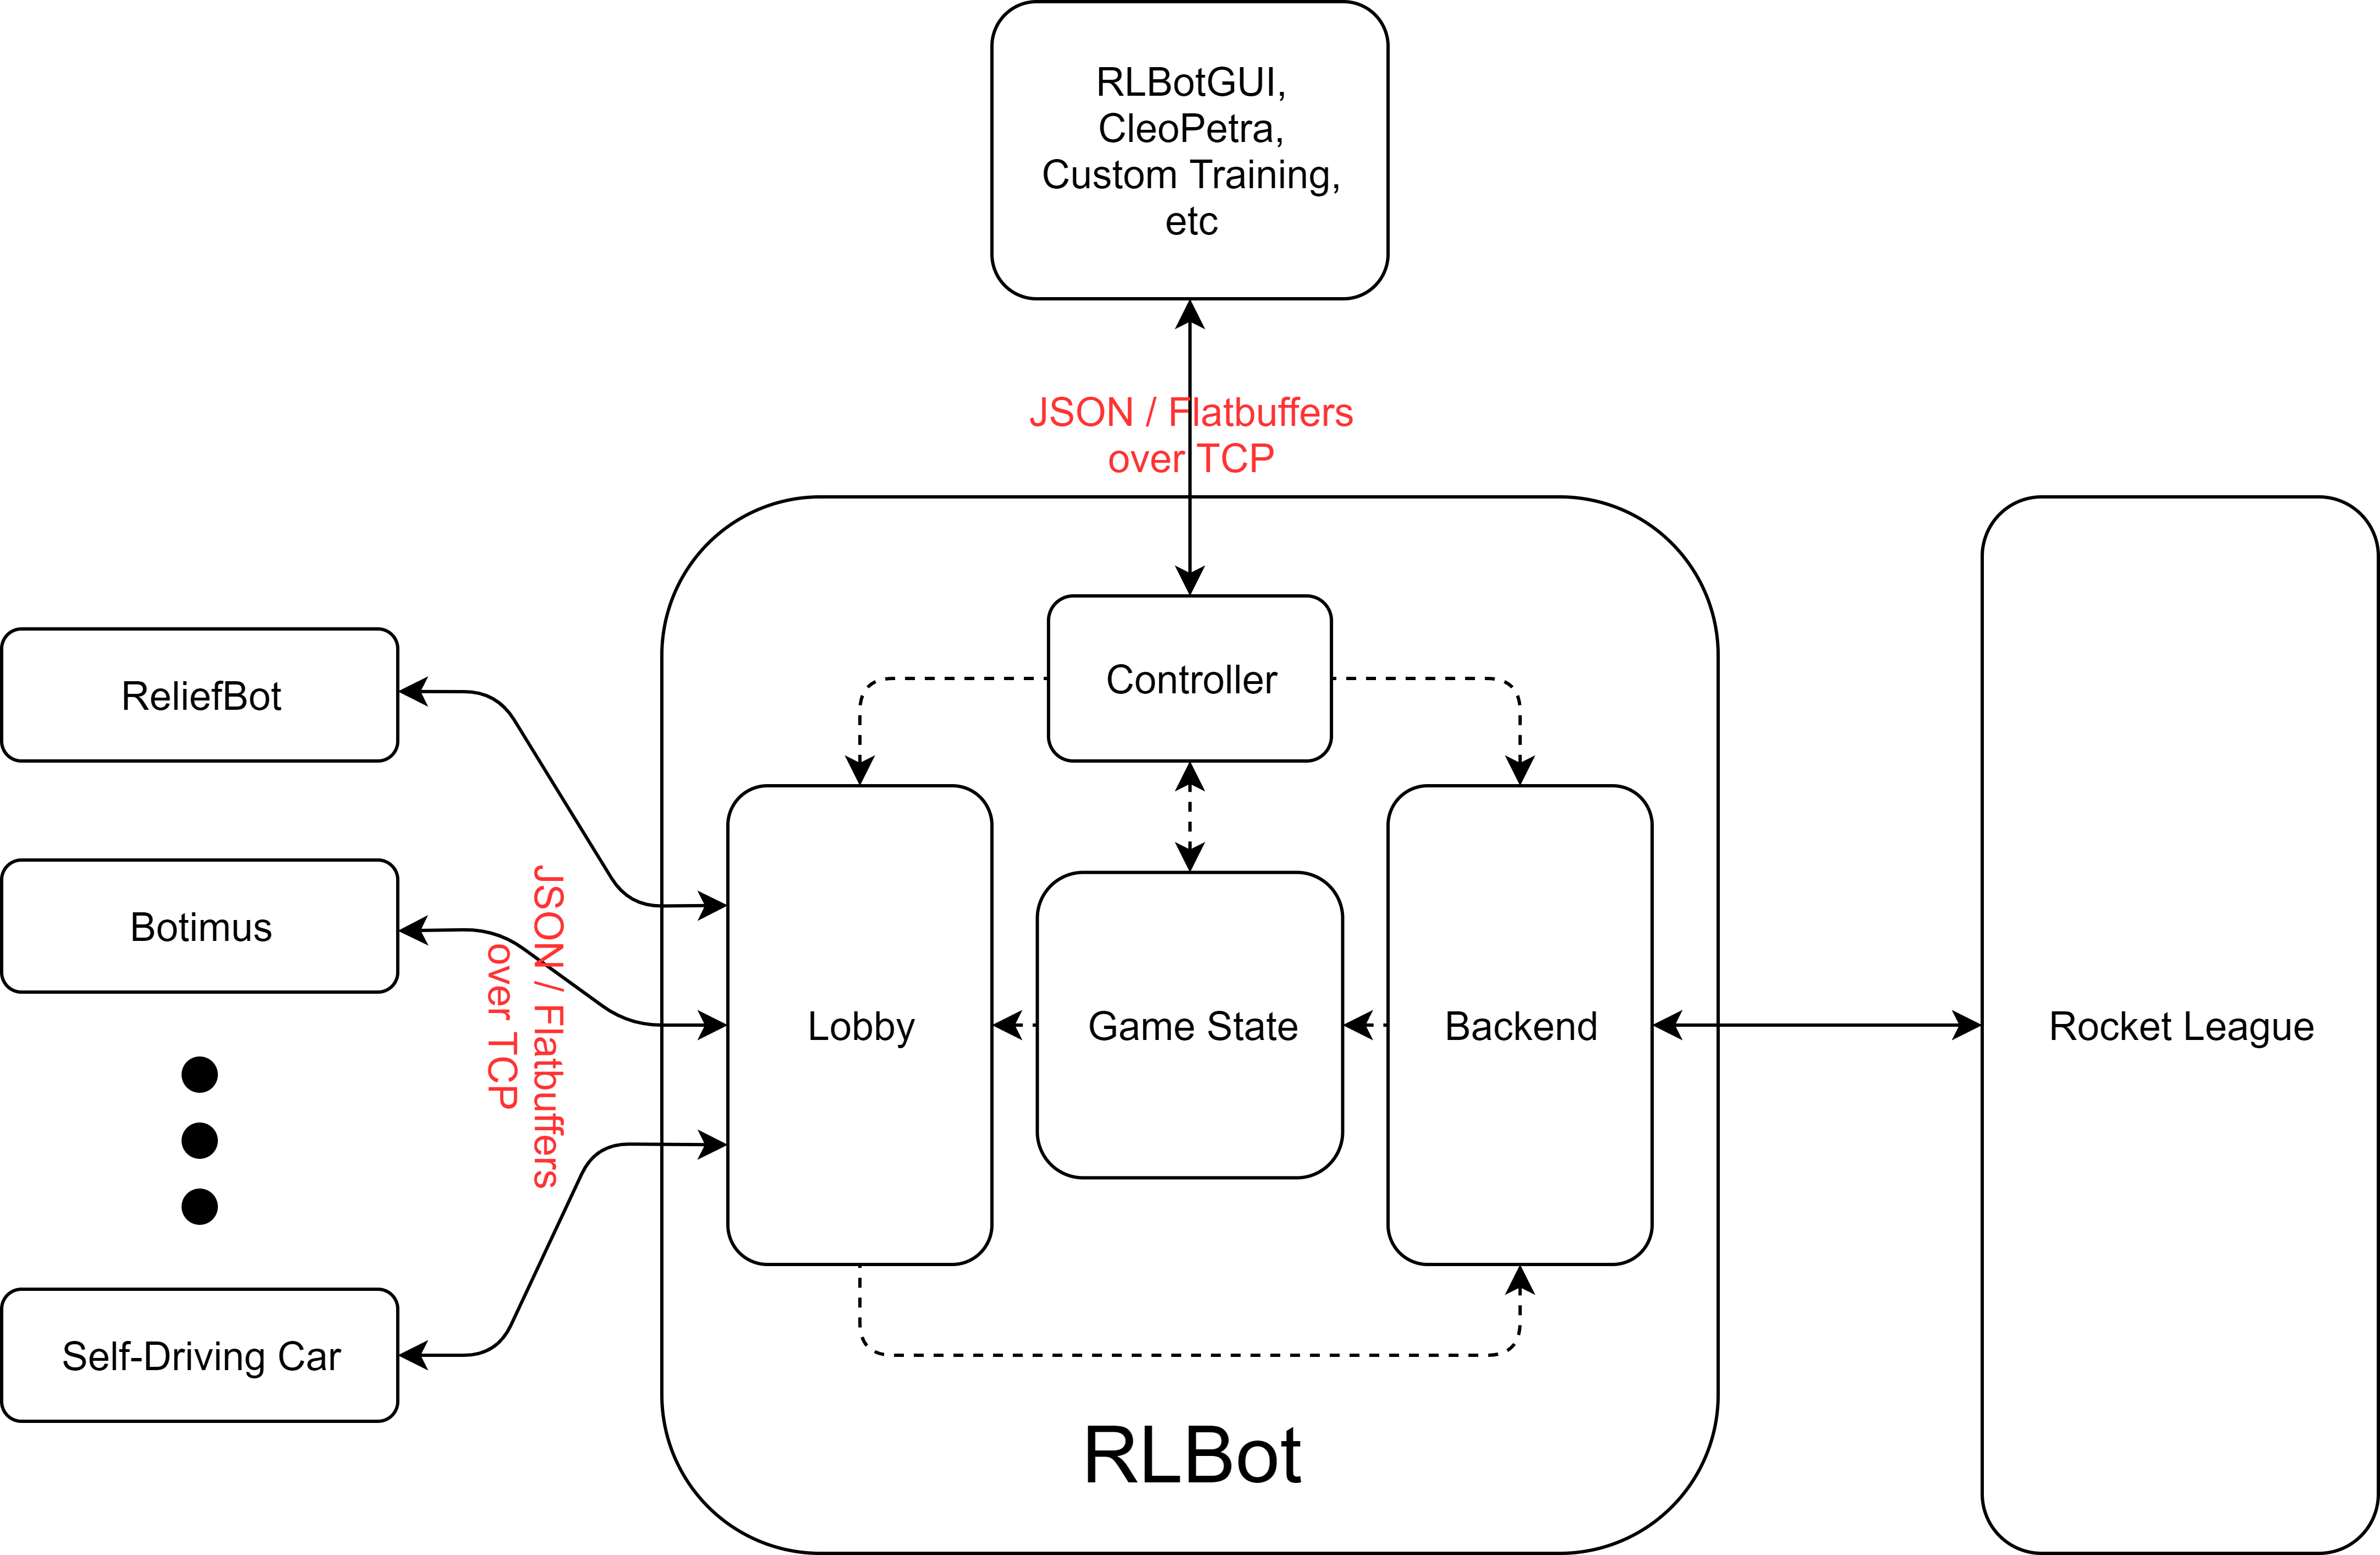 RLBotGUI,
CleoPetra,
Custom Training,
etc
JSON / Flatbuffers
over TCP
Controller
ReliefBot
Botimus
JSON / Flatbuffers
over TCP
Lobby
Game State
Backend
Rocket League
Self-Driving Car
RLBot